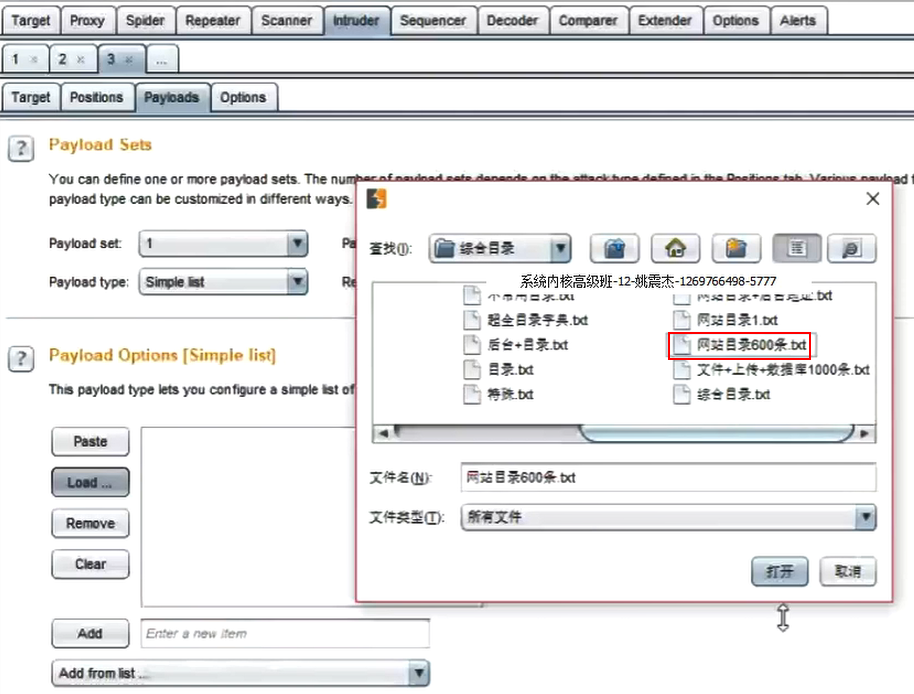 Target Proxy Spider Repeater Scanner Intruder Sequencer Decoder Comparer Extender Options Alerts
1 × 2 × 3 × ...
Target Positions Payloads Options
? Payload Sets
You can define one or more payload sets. The number of payload sets depends on the attack type defined in the Positions tab. Various payload t
payload type can be customized in different ways.
Payload set: 1 Pa
Payload type: Simple list Re
? Payload Options [Simple list]
This payload type lets you configure a simple list of
Paste
Load ...
Remove
Clear
Add Enter a new item
Add from list ...
查找(I): 综合目录
系统内核高级班-12-姚震杰-1269766498-5777
不常用目录.txt 网站目录+后台地址.txt
超全目录字典.txt 网站目录1.txt
后台+目录.txt 网站目录600条.txt
目录.txt 文件+上传+数据库1000条.txt
特殊.txt 综合目录.txt
文件名(N): 网站目录600条.txt
文件类型(T): 所有文件
打开 取消